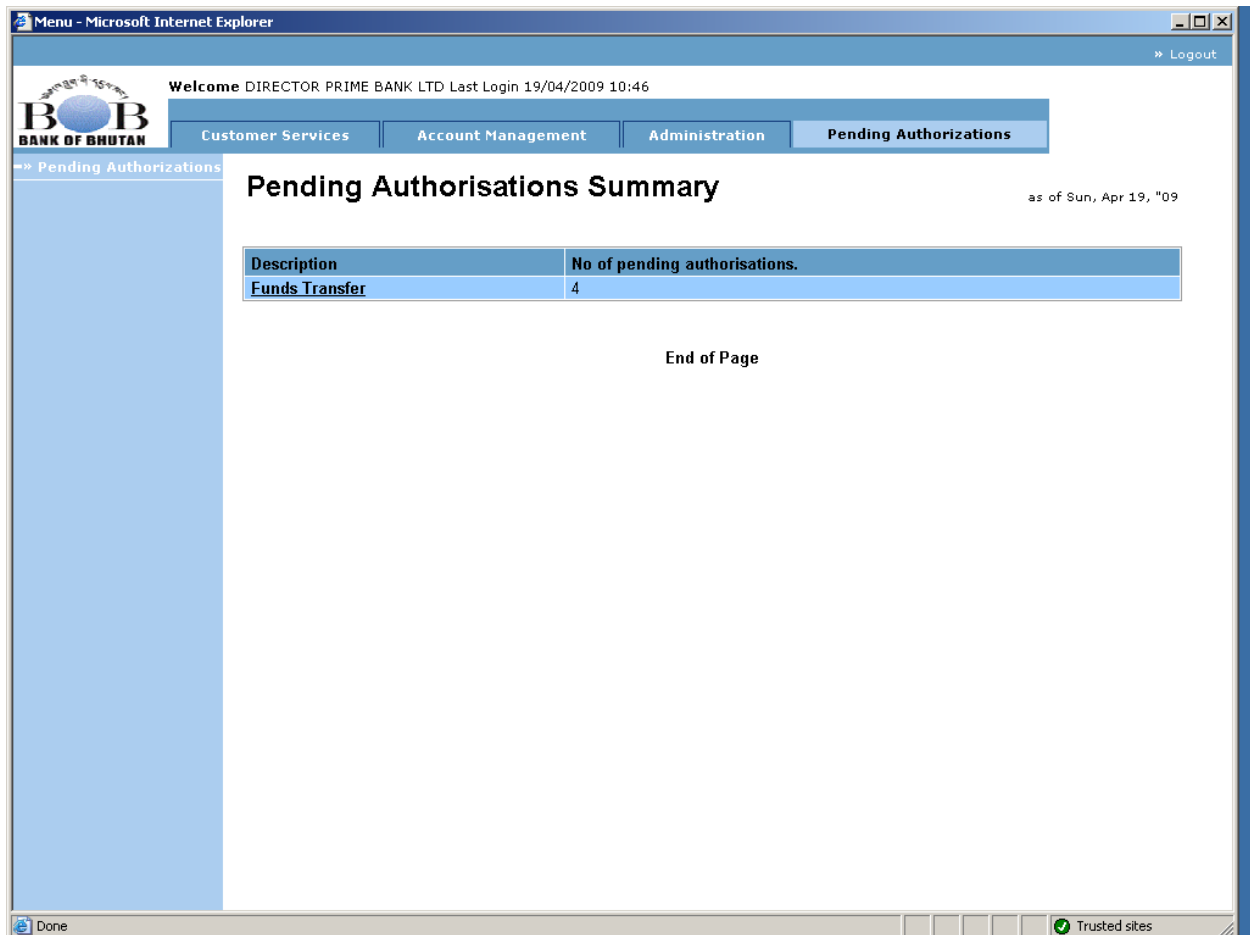 Menu - Microsoft Internet Explorer
» Logout
Welcome DIRECTOR PRIME BANK LTD Last Login 19/04/2009 10:46
BOB
BANK OF BHUTAN
Customer Services Account Management Administration Pending Authorizations
» Pending Authorizations
Pending Authorisations Summary
as of Sun, Apr 19, "09
Description No of pending authorisations.
Funds Transfer 4
End of Page
Done Trusted sites